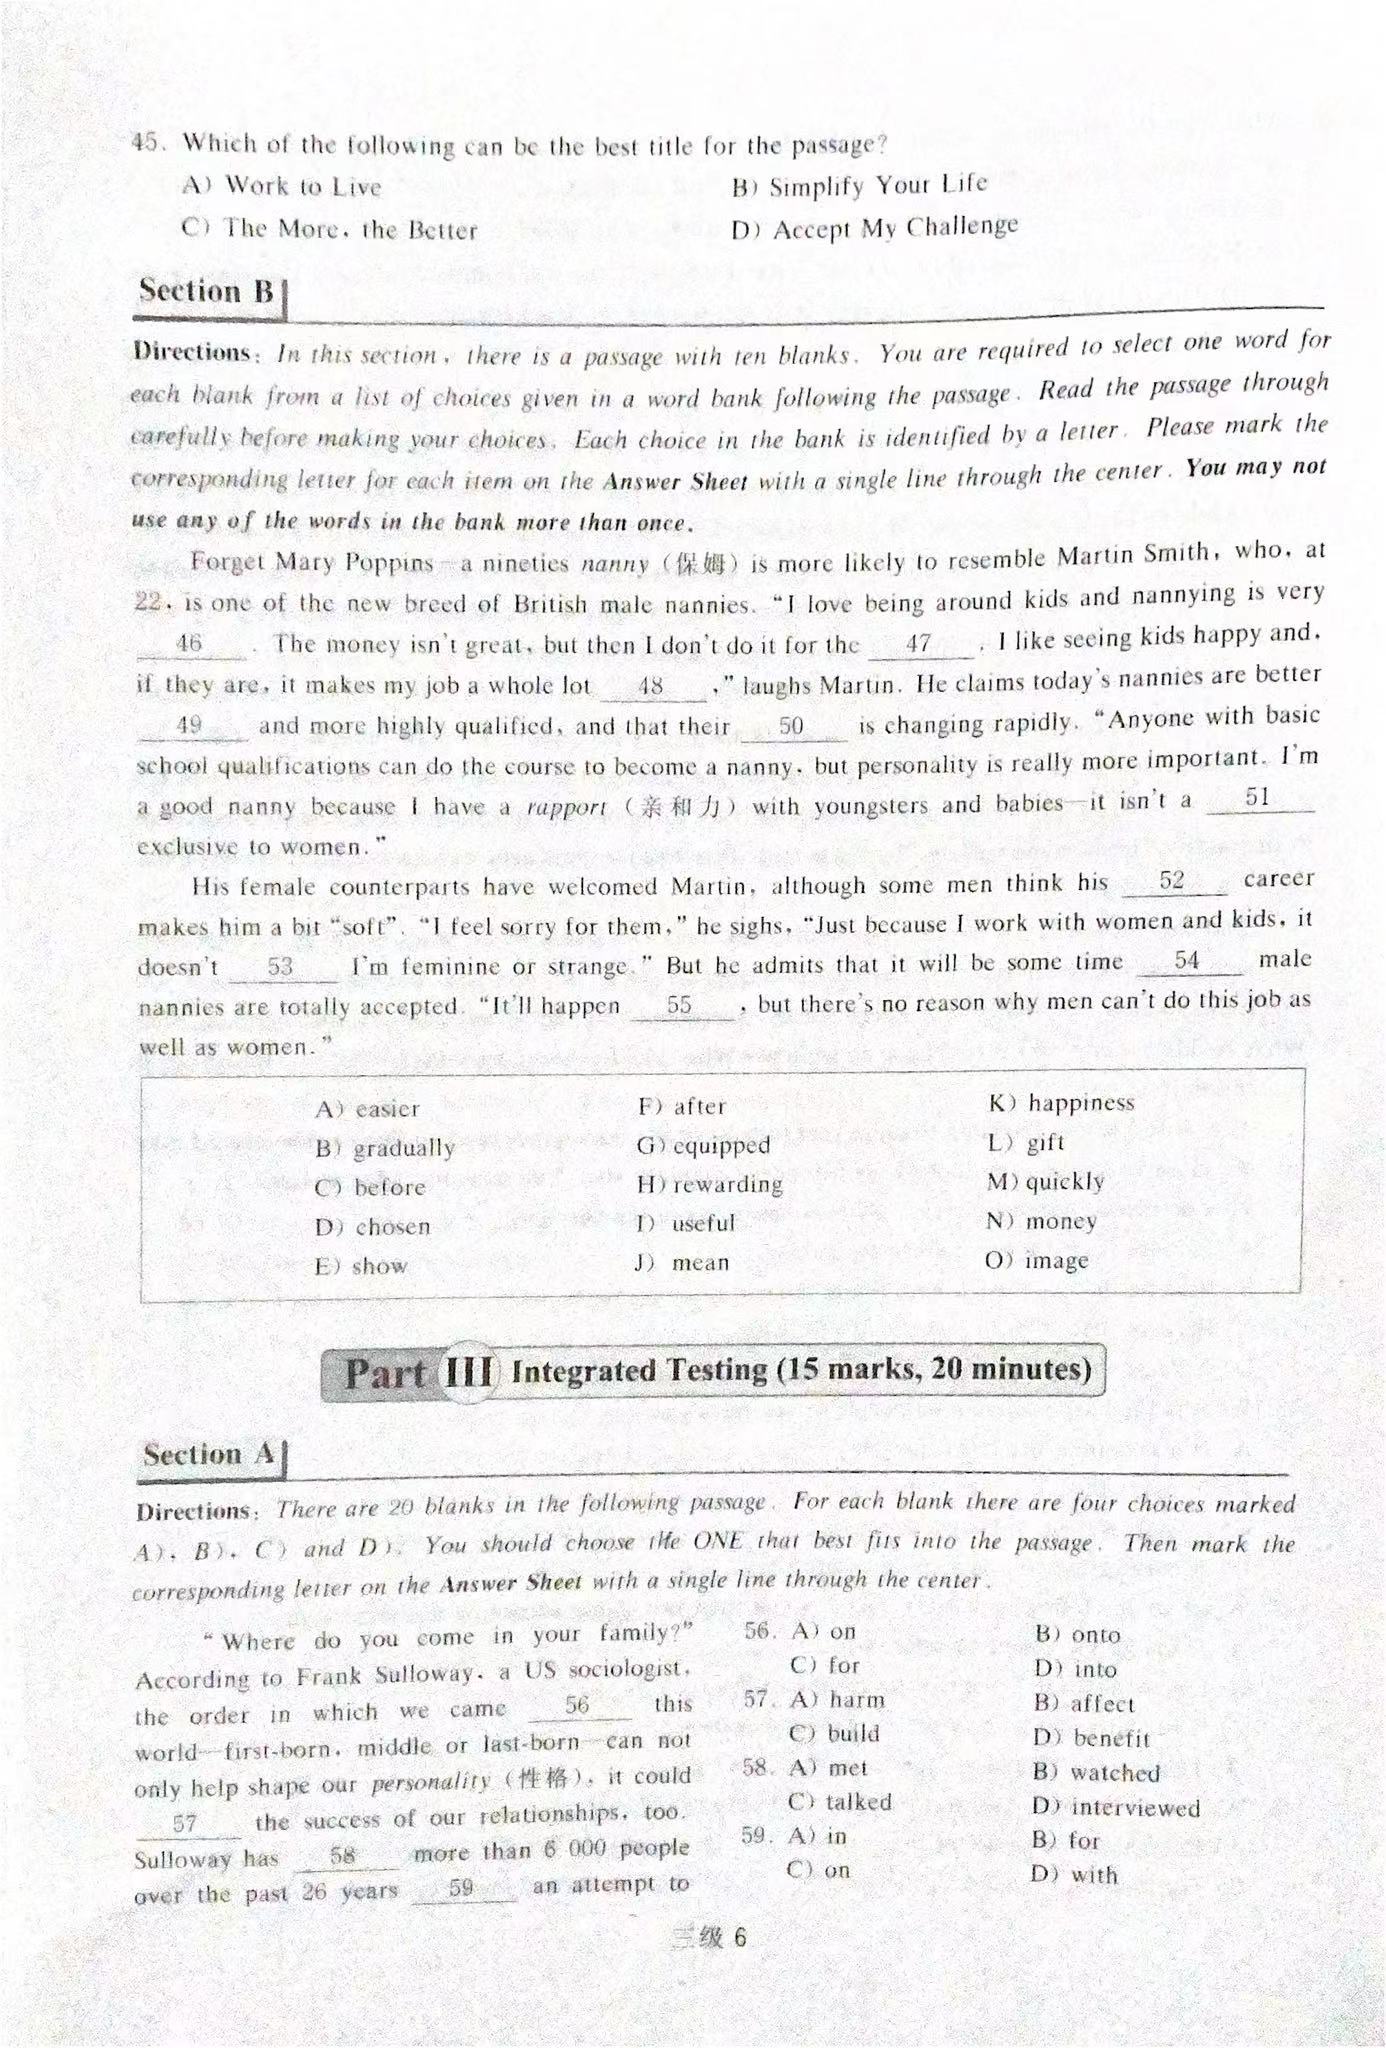 45. Which of the following can be the best title for the passage?
A) Work to Live
B) Simplify Your Life
C) The More, the Better
D) Accept My Challenge
Section B
Directions: In this section, there is a passage with ten blanks. You are required to select one word for
each blank from a list of choices given in a word bank following the passage. Read the passage through
carefully before making your choices. Each choice in the bank is identified by a letter. Please mark the
corresponding letter for each item on the Answer Sheet with a single line through the center. You may not
use any of the words in the bank more than once.
Forget Mary Poppins—a nineties nanny (保姆) is more likely to resemble Martin Smith, who, at
22, is one of the new breed of British male nannies. “I love being around kids and nannying is very
46 . The money isn't great, but then I don't do it for the 47 . I like seeing kids happy and,
if they are, it makes my job a whole lot 48 ,” laughs Martin. He claims today's nannies are better
49 and more highly qualified, and that their 50 is changing rapidly. “Anyone with basic
school qualifications can do the course to become a nanny, but personality is really more important. I'm
a good nanny because I have a rapport (亲和力) with youngsters and babies—it isn't a 51
exclusive to women.”
His female counterparts have welcomed Martin, although some men think his 52 career
makes him a bit “soft”. “I feel sorry for them,” he sighs, “Just because I work with women and kids, it
doesn't 53 I'm feminine or strange.” But he admits that it will be some time 54 male
nannies are totally accepted. “It'll happen 55 , but there's no reason why men can't do this job as
well as women.”
A) easier F) after K) happiness
B) gradually G) equipped L) gift
C) before H) rewarding M) quickly
D) chosen I) useful N) money
E) show J) mean O) image
Part III Integrated Testing (15 marks, 20 minutes)
Section A
Directions: There are 20 blanks in the following passage. For each blank there are four choices marked
A), B), C) and D). You should choose the ONE that best fits into the passage. Then mark the
corresponding letter on the Answer Sheet with a single line through the center.
“Where do you come in your family?”
According to Frank Sulloway, a US sociologist,
the order in which we came 56 this
world—first-born, middle or last-born—can not
only help shape our personality (性格), it could
57 the success of our relationships, too.
Sulloway has 58 more than 6 000 people
over the past 26 years 59 an attempt to
56. A) on B) onto
C) for D) into
57. A) harm B) affect
C) build D) benefit
58. A) met B) watched
C) talked D) interviewed
59. A) in B) for
C) on D) with
三级 6